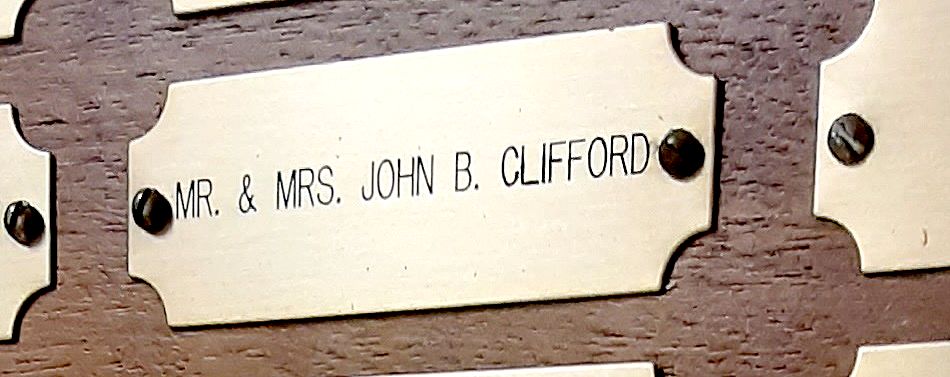 MR. & MRS. JOHN B. CLIFFORD